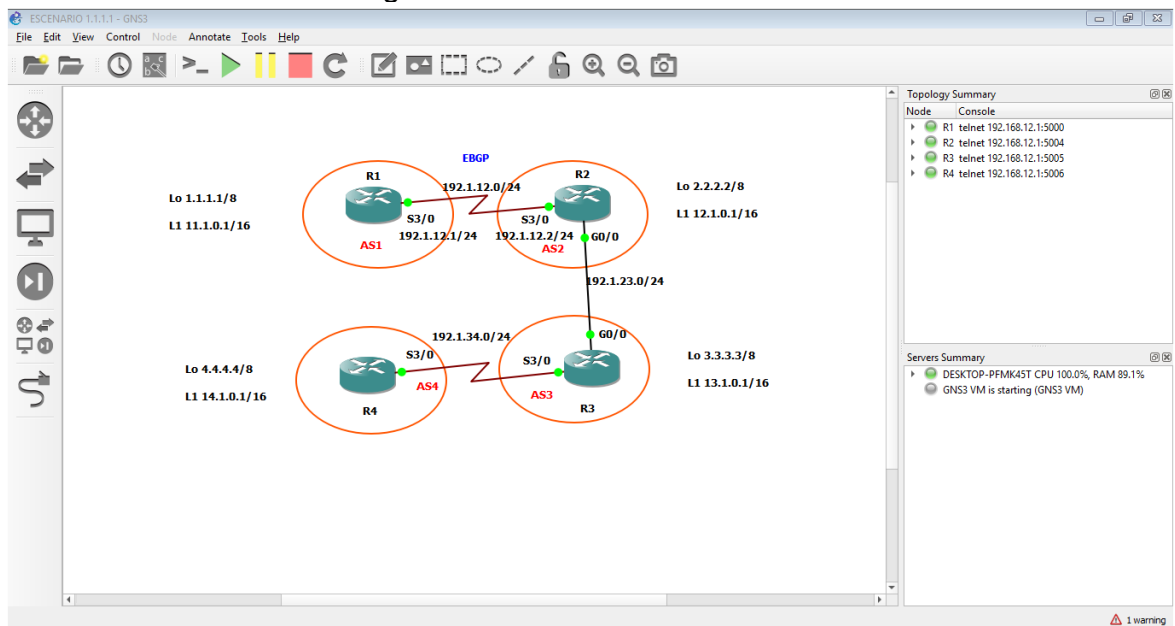 ESCENARIO 1.1.1.1 - GNS3
File Edit View Control Node Annotate Tools Help
Topology Summary
Node Console
R1 telnet 192.168.12.1:5000
R2 telnet 192.168.12.1:5004
R3 telnet 192.168.12.1:5005
R4 telnet 192.168.12.1:5006
EBGP
R1
R2
192.1.12.0/24
Lo 1.1.1.1/8
Lo 2.2.2.2/8
L1 11.1.0.1/16
L1 12.1.0.1/16
S3/0
S3/0
192.1.12.1/24
192.1.12.2/24
G0/0
AS1
AS2
192.1.23.0/24
192.1.34.0/24
G0/0
S3/0
S3/0
Lo 4.4.4.4/8
Lo 3.3.3.3/8
L1 14.1.0.1/16
L1 13.1.0.1/16
AS4
AS3
R4
R3
Servers Summary
DESKTOP-PFMK45T CPU 100.0%, RAM 89.1%
GNS3 VM is starting (GNS3 VM)
1 warning